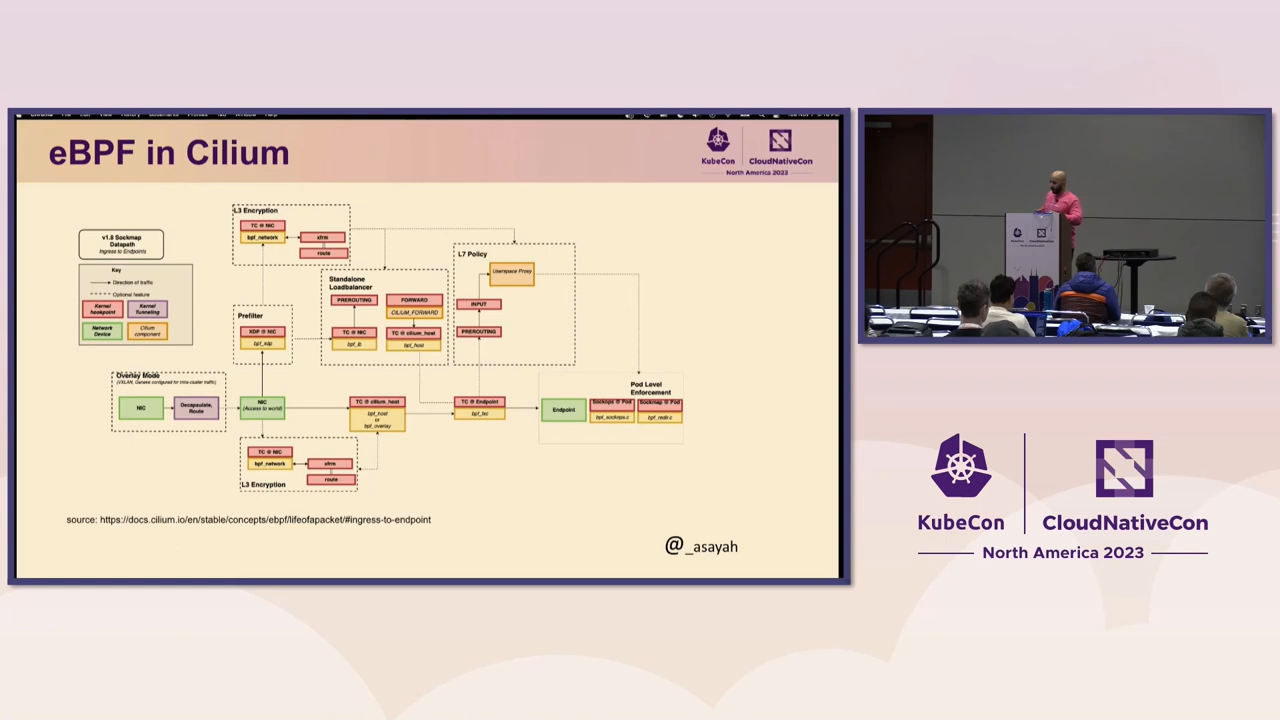 eBPF in Cilium
KubeCon
CloudNativeCon
North America 2023
v1.8 Sockmap
Datapath
Ingress to Endpoints
Key
Direction of traffic
Optional feature
Kernel
hookpoint
Kernel
Tunneling
Network
Device
Cilium
component
L3 Encryption
TC @ NIC
bpf_network
xfrm
route
Prefilter
XDP @ NIC
bpf_xdp
Standalone
Loadbalancer
PREROUTING
FORWARD
CILIUM_FORWARD
TC @ NIC
bpf_lb
TC @ cilium_host
bpf_host
L7 Policy
Userspace Proxy
INPUT
PREROUTING
Overlay Mode
(VXLAN, Geneve configured for intra-cluster traffic)
NIC
Decapsulate,
Route
NIC
(Access to world)
TC @ cilium_host
bpf_host
or
bpf_overlay
TC @ Endpoint
bpf_lxc
Pod Level
Enforcement
Endpoint
Sockops @ Pod
bpf_sockops.c
Sockmap @ Pod
bpf_redir.c
TC @ NIC
bpf_network
xfrm
route
L3 Encryption
source: https://docs.cilium.io/en/stable/concepts/ebpf/lifeofapacket/#ingress-to-endpoint
@_asayah
KubeCon
CloudNativeCon
KubeCon
CloudNativeCon
North America 2023